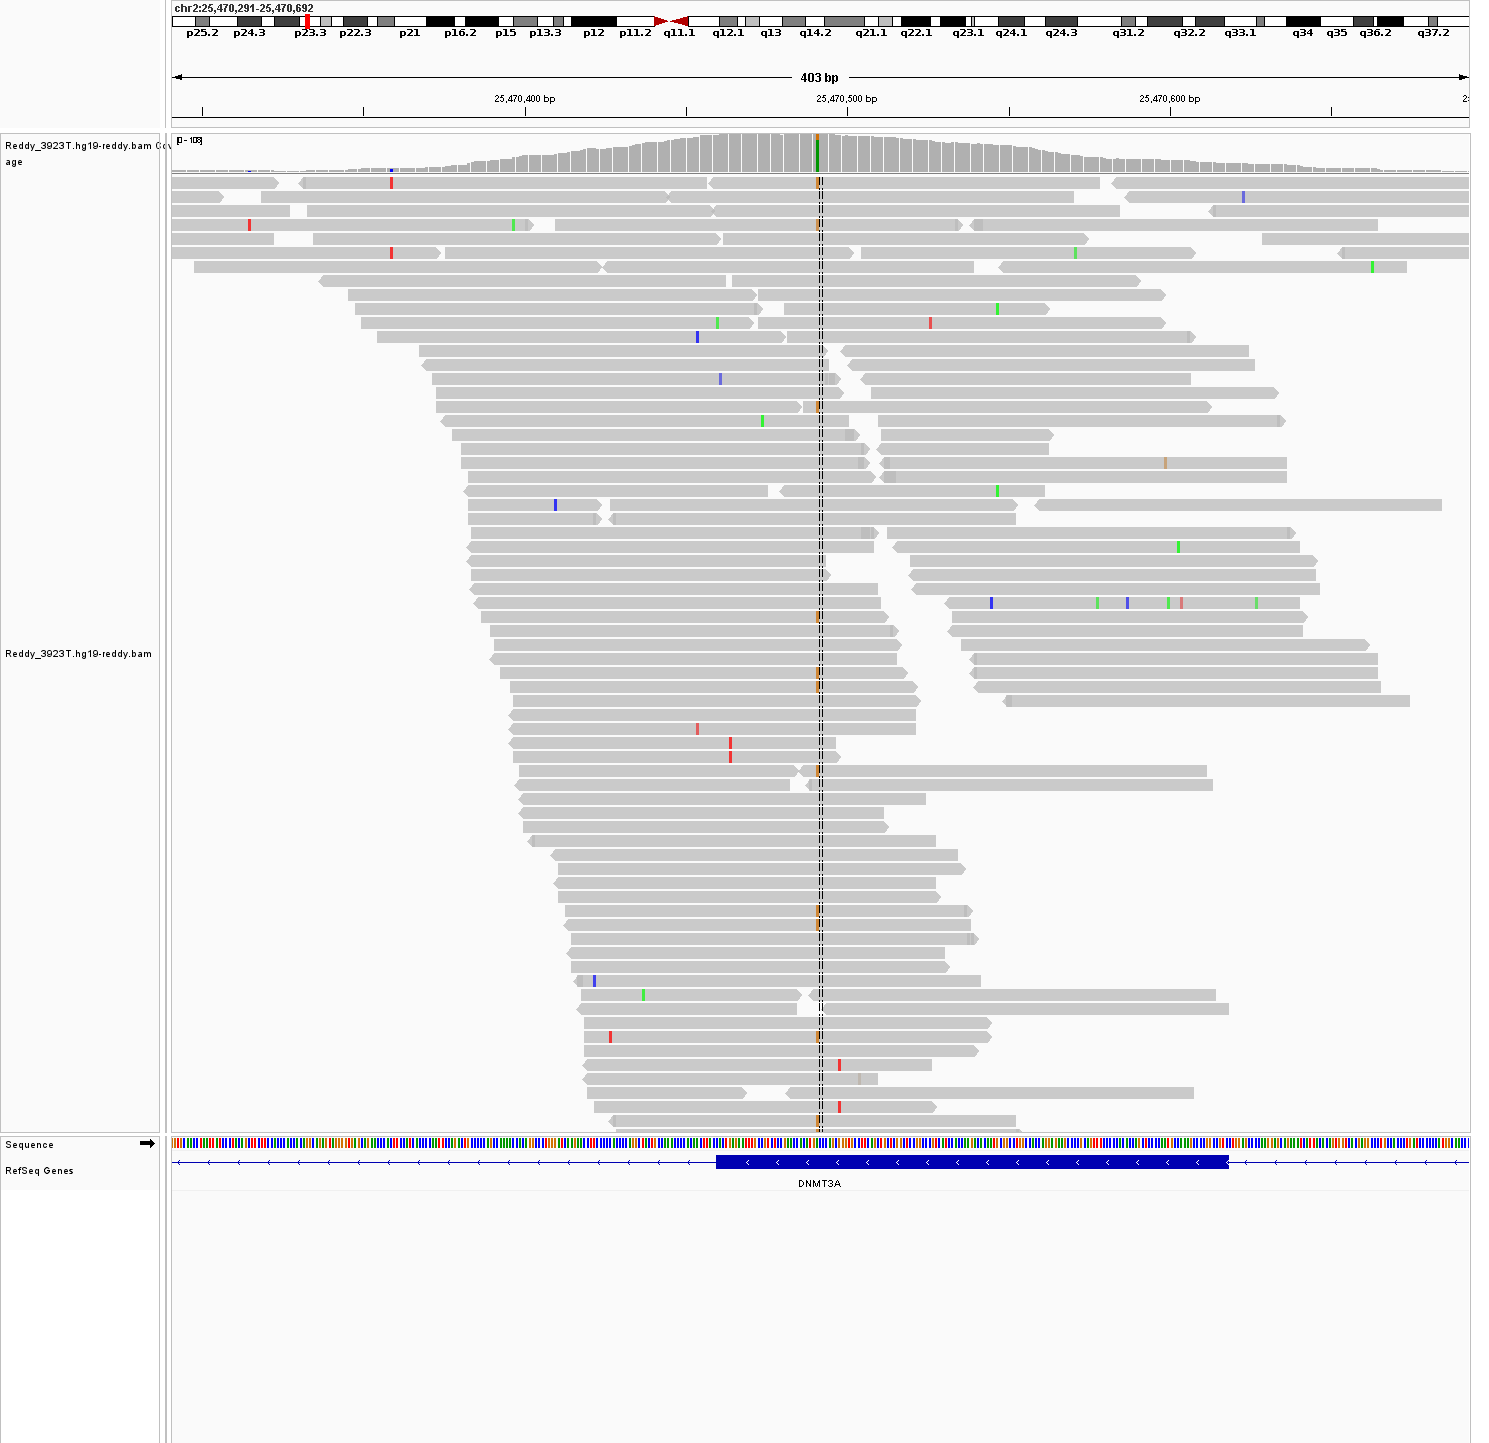 chr2:25,470,291-25,470,692
p25.2 p24.3 p23.3 p22.3 p21 p16.2 p15 p13.3 p12 p11.2 q11.1 q12.1 q13 q14.2 q21.1 q22.1 q23.1 q24.1 q24.3 q31.2 q32.2 q33.1 q34 q35 q36.2 q37.2
403 bp
25,470,400 bp 25,470,500 bp 25,470,600 bp
[0 - 108]
Reddy_3923T.hg19-reddy.bam Cov
age
Reddy_3923T.hg19-reddy.bam
Sequence
RefSeq Genes
DNMT3A